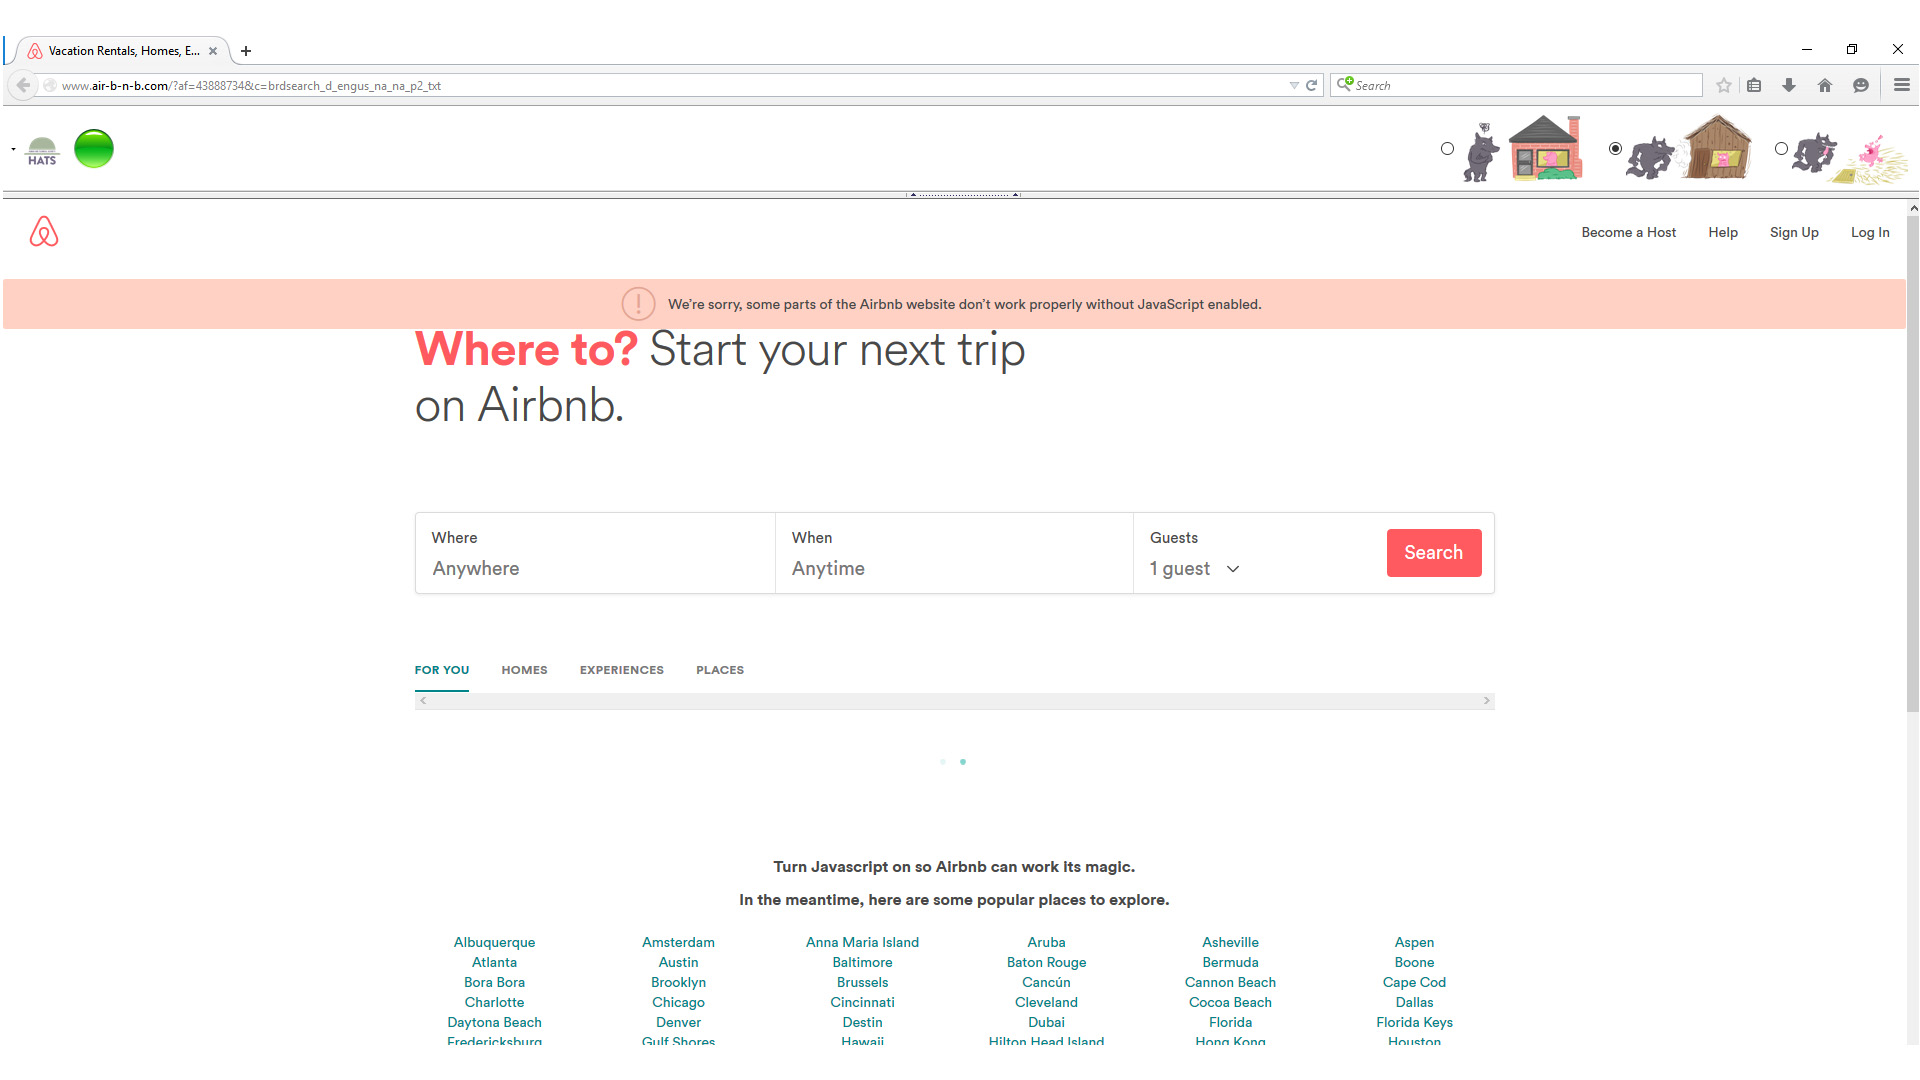 Vacation Rentals, Homes, E...
www.air-b-n-b.com/?af=43888734&c=brdsearch_d_engus_na_na_p2_txt
Search
HATS
Become a Host Help Sign Up Log In
We're sorry, some parts of the Airbnb website don't work properly without JavaScript enabled.
Where to? Start your next trip
on Airbnb.
Where When Guests
Anywhere Anytime 1 guest Search
FOR YOU HOMES EXPERIENCES PLACES
Turn Javascript on so Airbnb can work its magic.
In the meantime, here are some popular places to explore.
Albuquerque Amsterdam Anna Maria Island Aruba Asheville Aspen
Atlanta Austin Baltimore Baton Rouge Bermuda Boone
Bora Bora Brooklyn Brussels Cancún Cannon Beach Cape Cod
Charlotte Chicago Cincinnati Cleveland Cocoa Beach Dallas
Daytona Beach Denver Destin Dubai Florida Florida Keys
Fredericksburg Gulf Shores Hawaii Hilton Head Island Hong Kong Houston